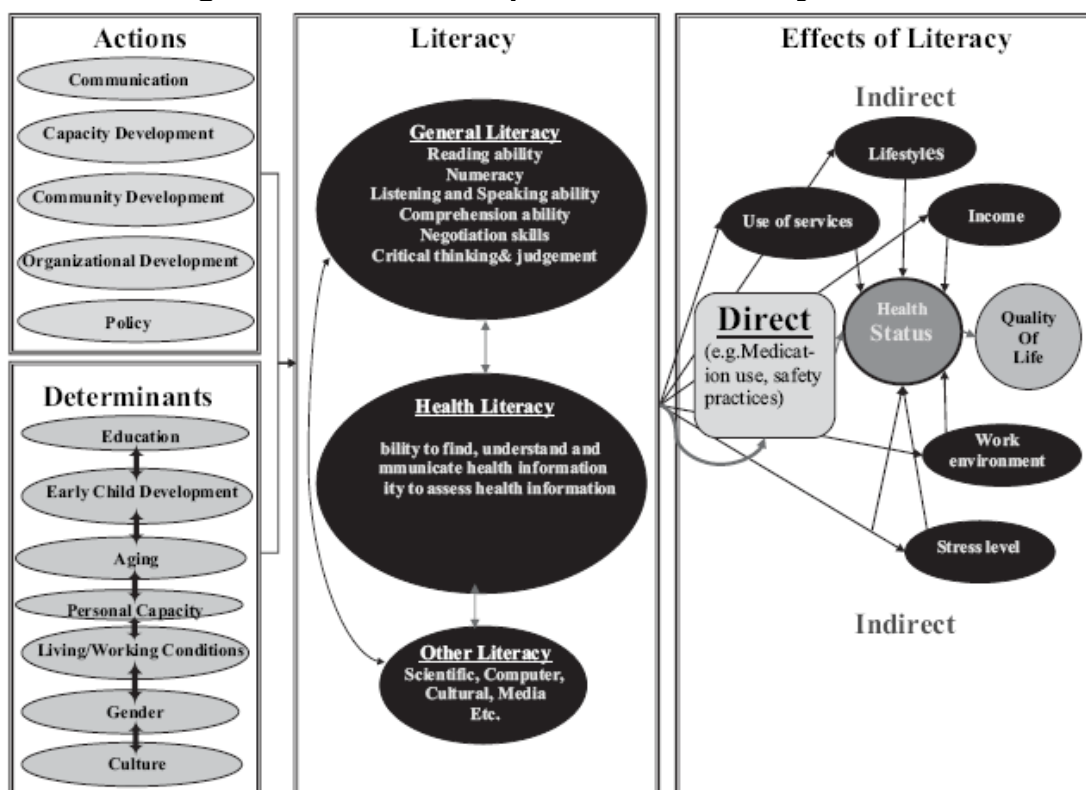 Actions
Communication
Capacity Development
Community Development
Organizational Development
Policy
Determinants
Education
Early Child Development
Aging
Personal Capacity
Living/Working Conditions
Gender
Culture
Literacy
General Literacy
Reading ability
Numeracy
Listening and Speaking ability
Comprehension ability
Negotiation skills
Critical thinking& judgement
Health Literacy
bility to find, understand and
mmunicate health information
ity to assess health information
Other Literacy
Scientific, Computer,
Cultural, Media
Etc.
Effects of Literacy
Indirect
Lifestyles
Use of services
Income
Direct
(e.g.Medicat-
ion use, safety
practices)
Health
Status
Quality
Of
Life
Work
environment
Stress level
Indirect